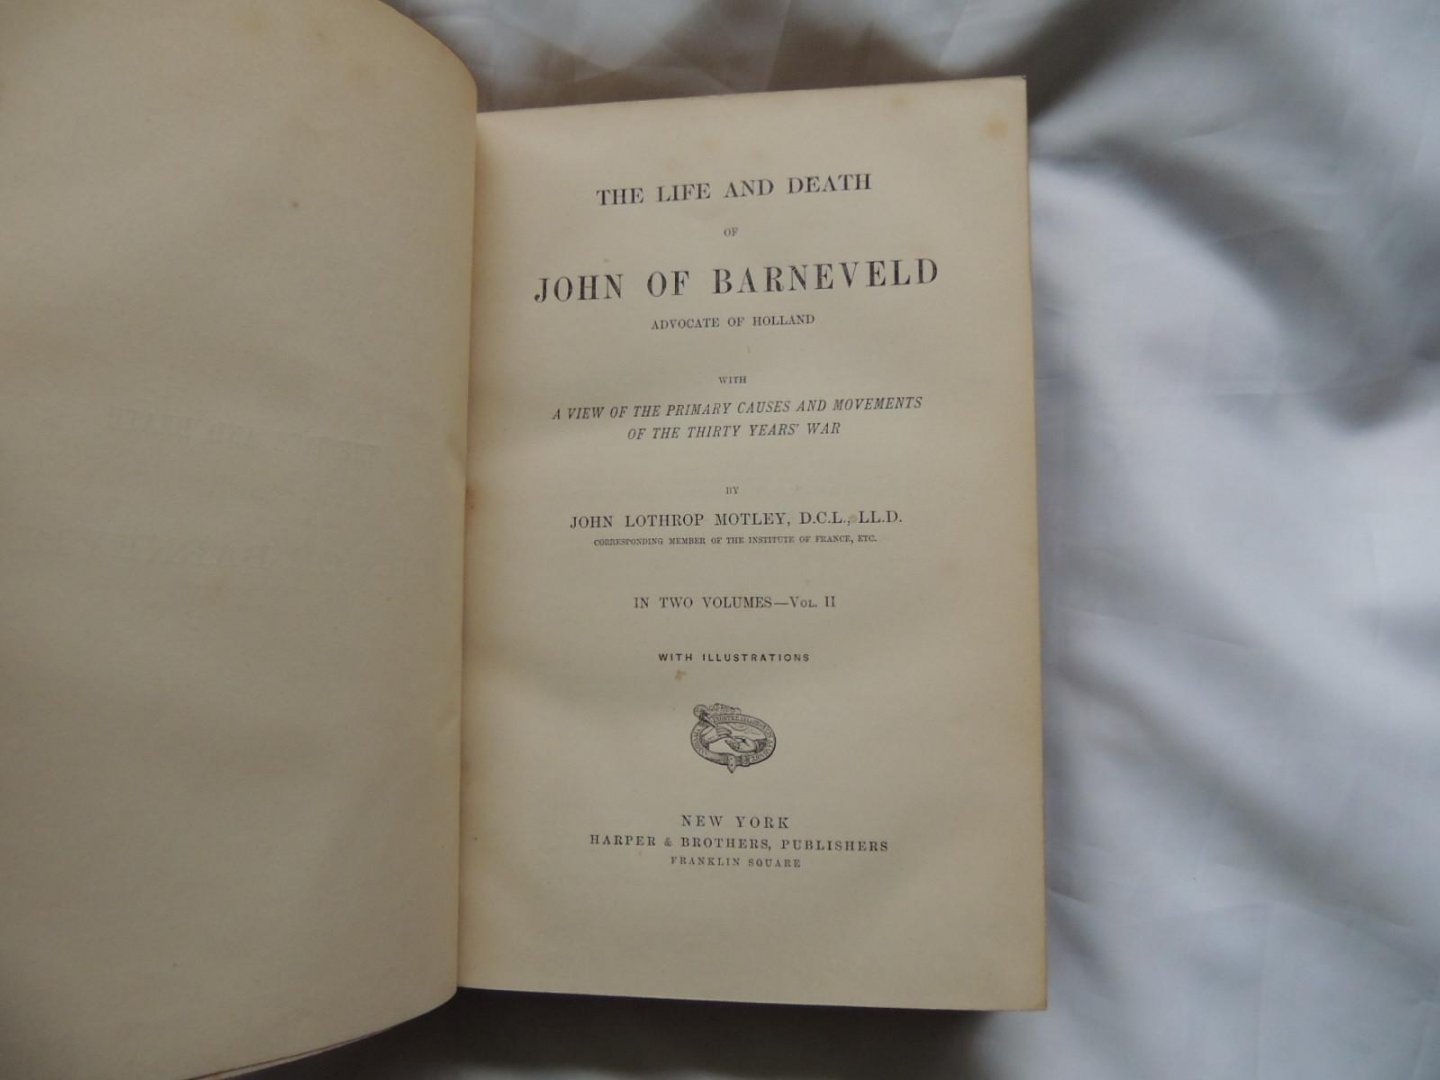 THE LIFE AND DEATH
OF
JOHN OF BARNEVELD
ADVOCATE OF HOLLAND
WITH
A VIEW OF THE PRIMARY CAUSES AND MOVEMENTS
OF THE THIRTY YEARS' WAR
BY
JOHN LOTHROP MOTLEY, D.C.L., LL.D.
CORRESPONDING MEMBER OF THE INSTITUTE OF FRANCE, ETC.
IN TWO VOLUMES—VOL. II
WITH ILLUSTRATIONS
NEW YORK
HARPER & BROTHERS, PUBLISHERS
FRANKLIN SQUARE